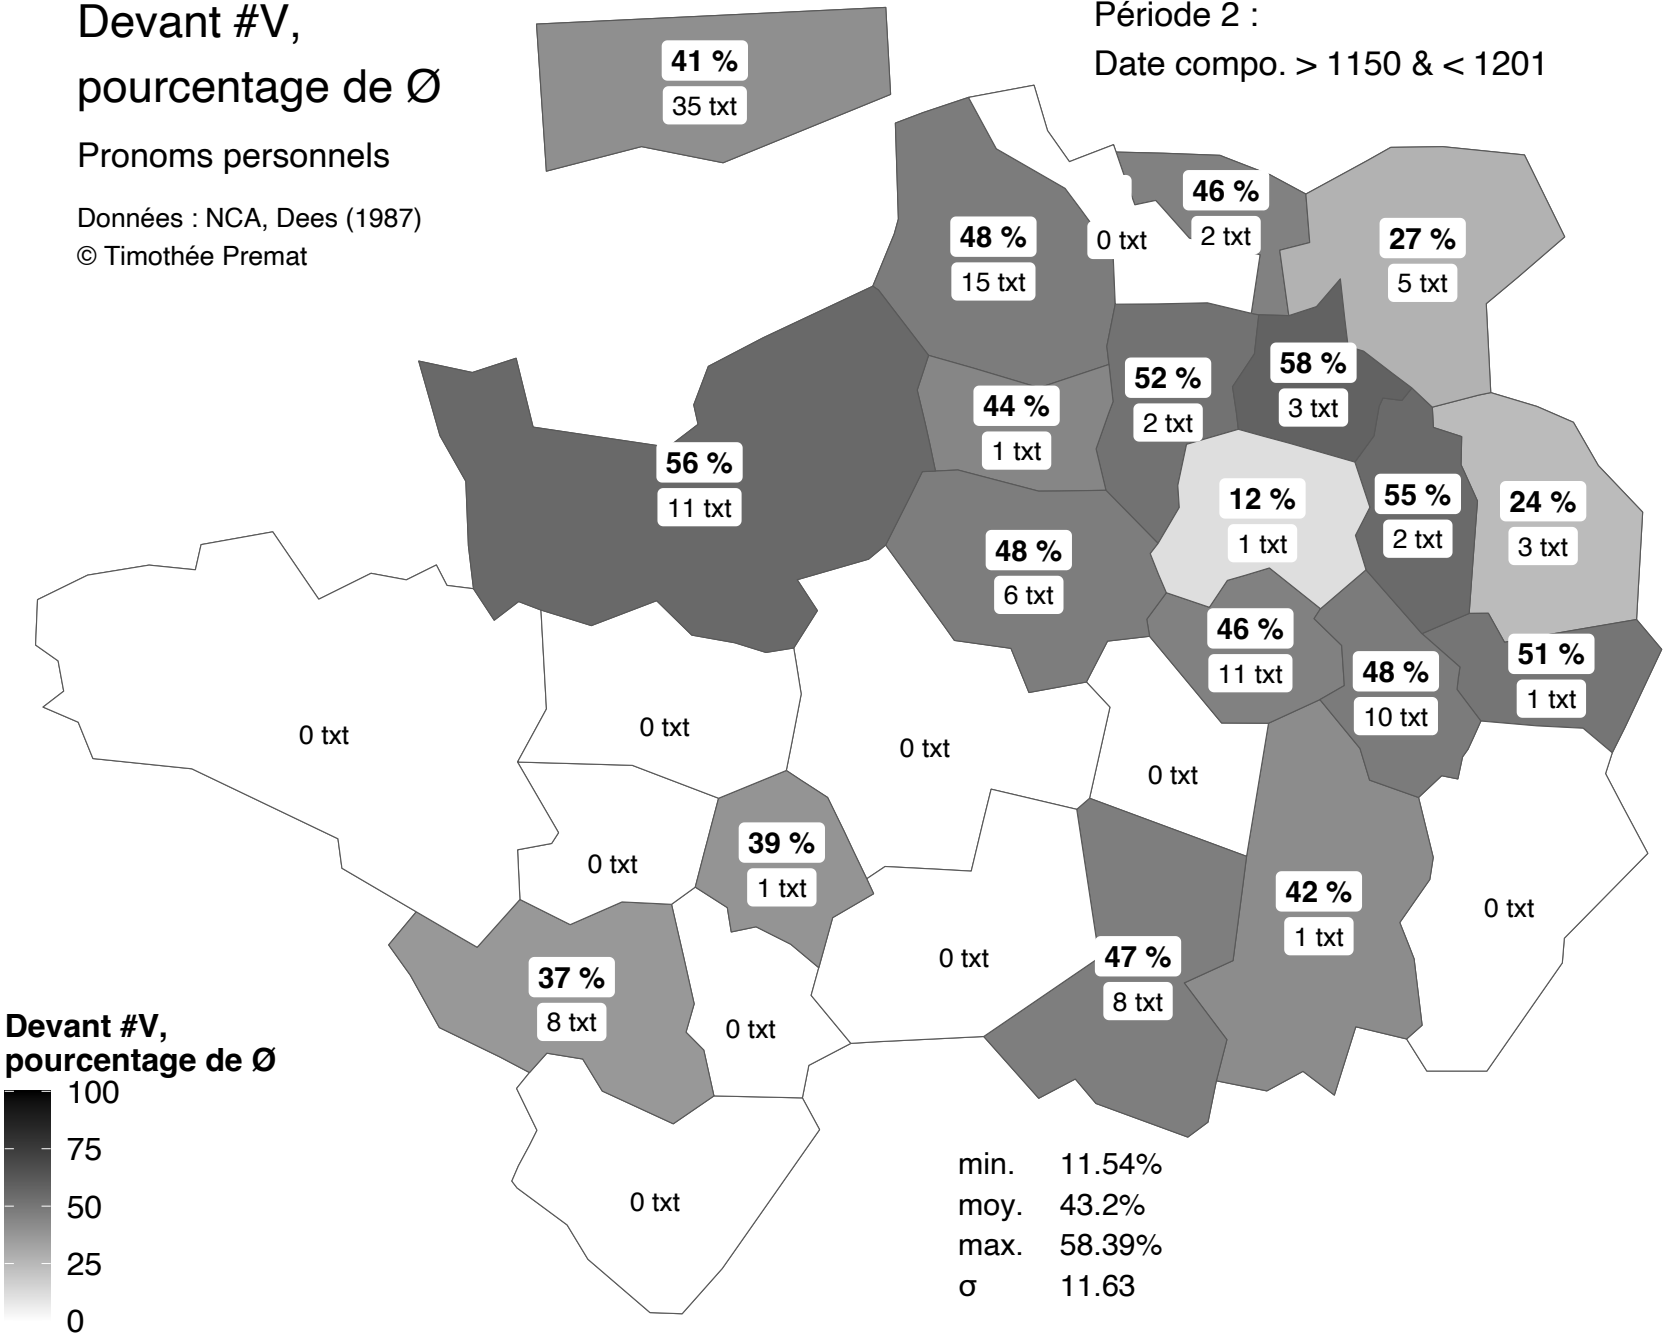 Devant #V,
pourcentage de Ø
Pronoms personnels
Données : NCA, Dees (1987)
© Timothée Premat
Période 2 :
Date compo. > 1150 & < 1201
41 %
35 txt
46 %
2 txt
0 txt
48 %
15 txt
27 %
5 txt
58 %
3 txt
52 %
2 txt
44 %
1 txt
56 %
11 txt
12 %
1 txt
55 %
2 txt
24 %
3 txt
48 %
6 txt
46 %
11 txt
48 %
10 txt
51 %
1 txt
0 txt
0 txt
0 txt
0 txt
0 txt
39 %
1 txt
42 %
1 txt
0 txt
47 %
8 txt
0 txt
37 %
8 txt
0 txt
0 txt
Devant #V,
pourcentage de Ø
100
75
50
25
0
min. 11.54%
moy. 43.2%
max. 58.39%
σ 11.63